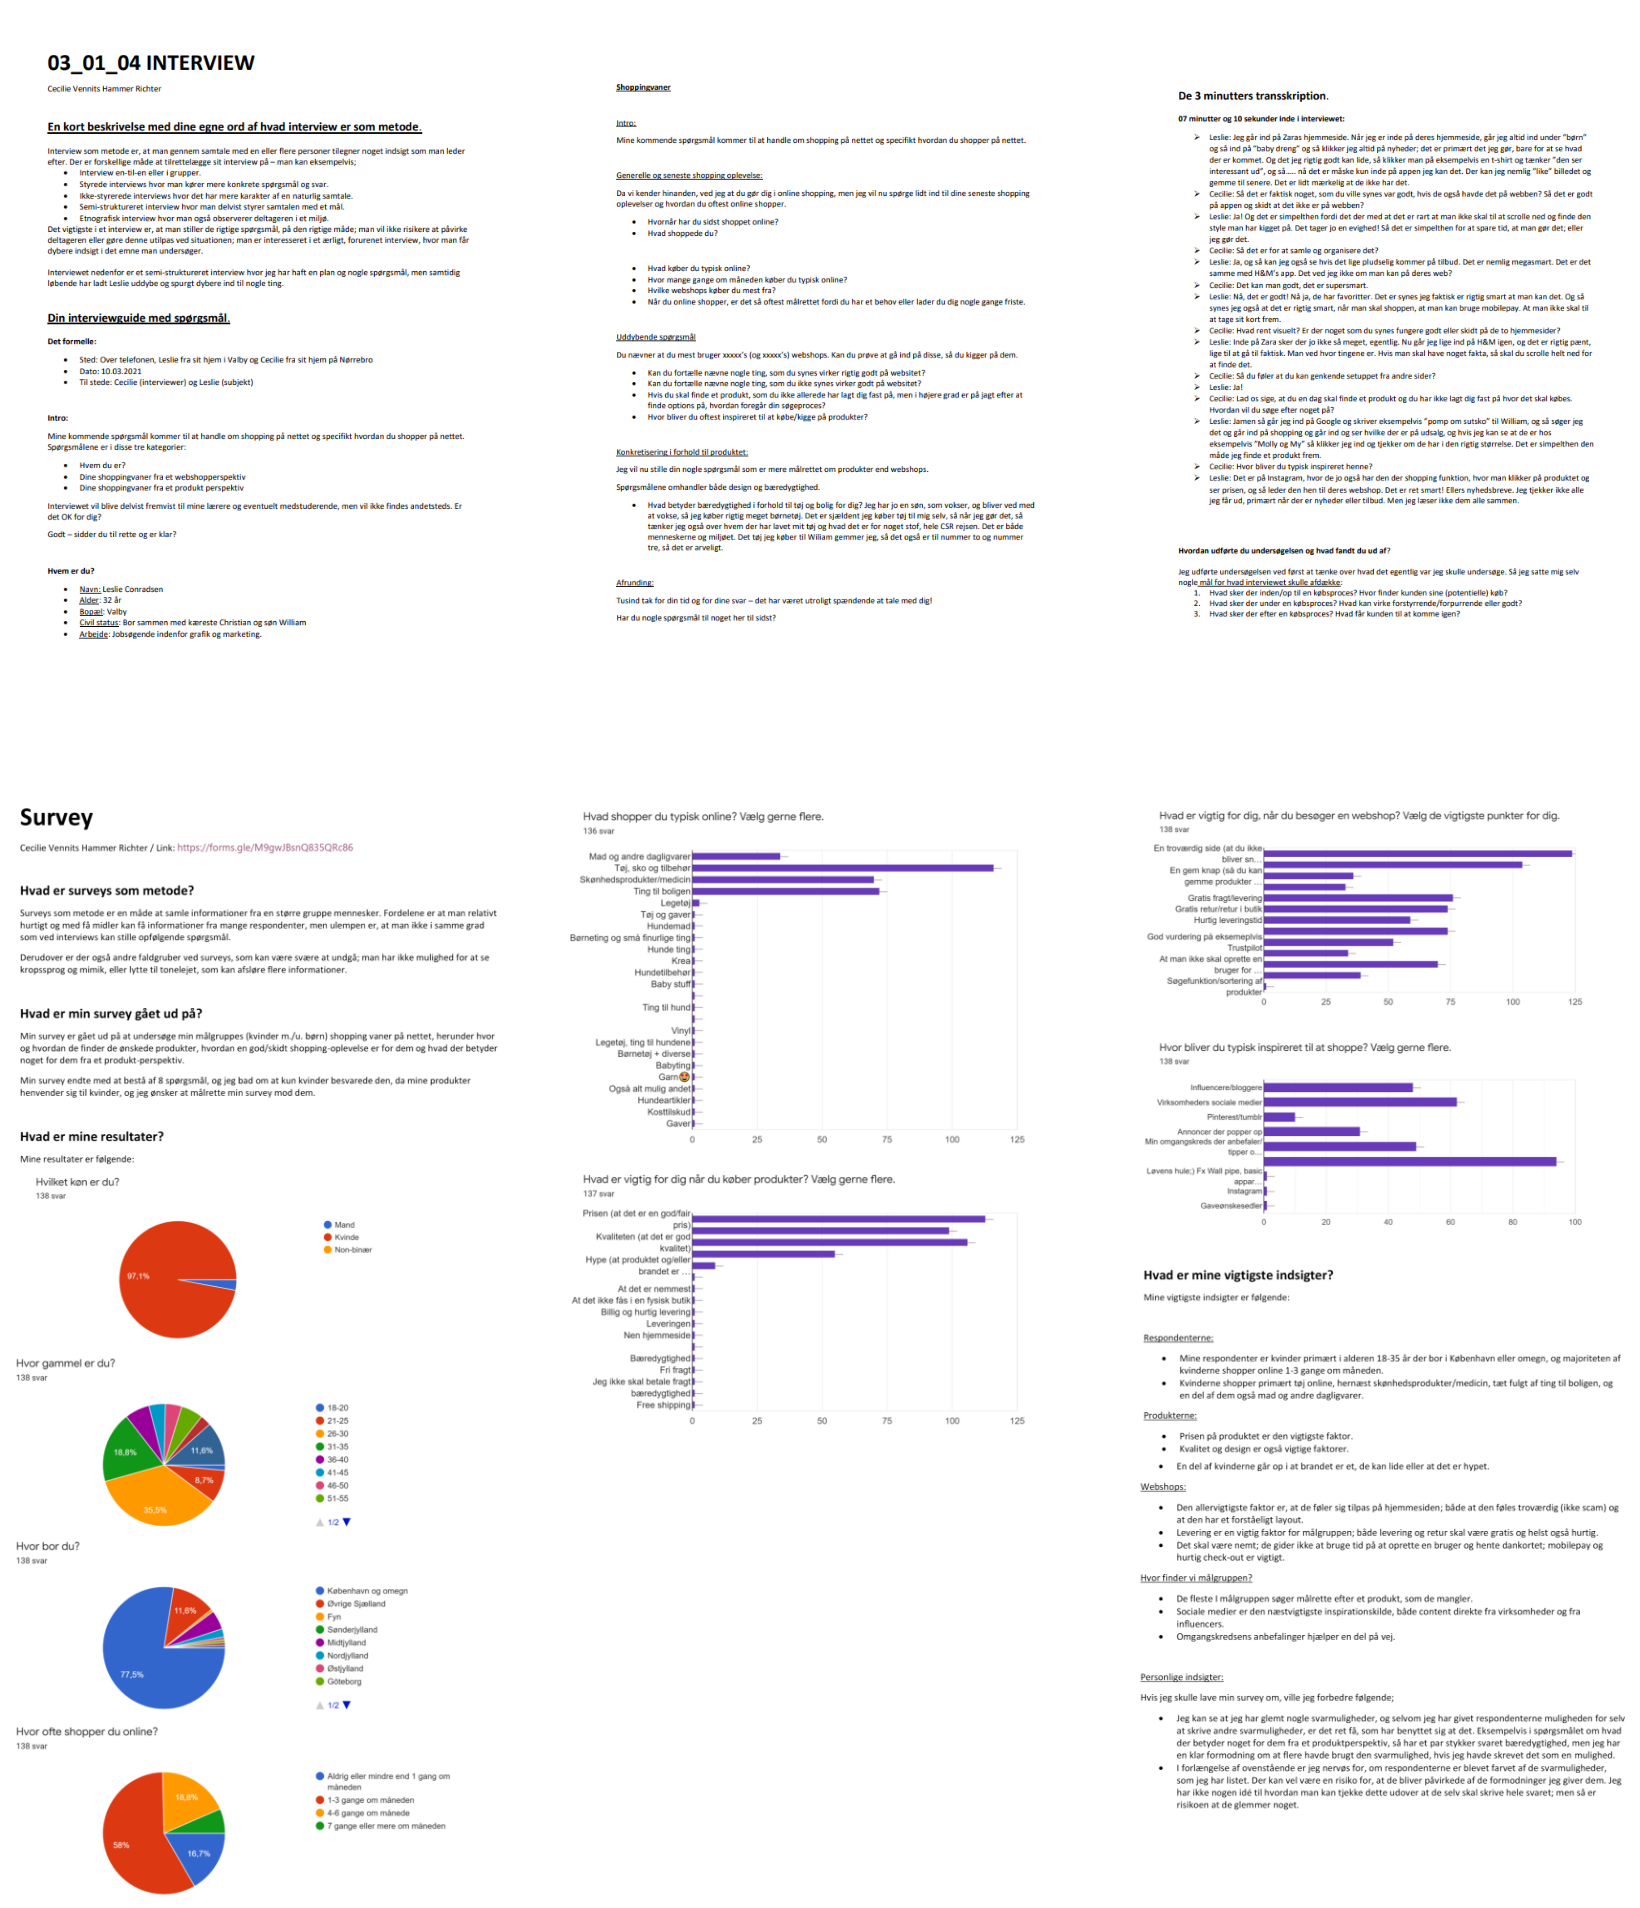 03_01_04 INTERVIEW
Cecilie Vennits Hammer Richter
En kort beskrivelse med dine egne ord af hvad interview er som metode.
Interview som metode er, at man gennem samtale med en eller flere personer tilegner noget indsigt som man leder
efter. Der er forskellige måde at tilrettelægge sit interview på – man kan eksempelvis;
• Interview en-til-en eller i grupper.
• Styrede interviews hvor man kører mere konkrete spørgsmål og svar.
• Ikke-styrerede interviews hvor det har mere karakter af en naturlig samtale.
• Semi-struktureret interview hvor man delvist styrer samtalen med et mål.
• Etnografisk interview hvor man også observerer deltageren i et miljø.
Det vigtigste i et interview er, at man stiller de rigtige spørgsmål, på den rigtige måde; man vil ikke risikere at påvirke
deltageren eller gøre denne utilpas ved situationen; man er interesseret i et ærligt, forurenet interview, hvor man får
dybere indsigt i det emne man undersøger.
Interviewet nedenfor er et semi-struktureret interview hvor jeg har haft en plan og nogle spørgsmål, men samtidig
løbende har ladt Leslie uddybe og spurgt dybere ind til nogle ting.
Din interviewguide med spørgsmål.
Det formelle:
• Sted: Over telefonen, Leslie fra sit hjem i Valby og Cecilie fra sit hjem på Nørrebro
• Dato: 10.03.2021
• Til stede: Cecilie (interviewer) og Leslie (subjekt)
Intro:
Mine kommende spørgsmål kommer til at handle om shopping på nettet og specifikt hvordan du shopper på nettet.
Spørgsmålene er i disse tre kategorier:
• Hvem du er?
• Dine shoppingvaner fra et webshopperspektiv
• Dine shoppingvaner fra et produkt perspektiv
Interviewet vil blive delvist fremvist til mine lærere og eventuelt medstuderende, men vil ikke findes andetsteds. Er
det OK for dig?
Godt – sidder du til rette og er klar?
Hvem er du?
• Navn: Leslie Conradsen
• Alder: 32 år
• Bopæl: Valby
• Civil status: Bor sammen med kæreste Christian og søn William
• Arbejde: Jobsøgende indenfor grafik og marketing.
Shoppingvaner
Intro:
Mine kommende spørgsmål kommer til at handle om shopping på nettet og specifikt hvordan du shopper på nettet.
Generelle og seneste shopping oplevelse:
Da vi kender hinanden, ved jeg at du gør dig i online shopping, men jeg vil nu spørge lidt ind til dine seneste shopping
oplevelser og hvordan du oftest online shopper.
• Hvornår har du sidst shoppet online?
• Hvad shoppede du?
• Hvad køber du typisk online?
• Hvor mange gange om måneden køber du typisk online?
• Hvilke webshops køber du mest fra?
• Når du online shopper, er det så oftest målrettet fordi du har et behov eller lader du dig nogle gange friste.
Uddybende spørgsmål
Du nævner at du mest bruger xxxxx's (og xxxxx's) webshops. Kan du prøve at gå ind på disse, så du kigger på dem.
• Kan du fortælle nævne nogle ting, som du synes virker rigtig godt på websitet?
• Kan du fortælle nævne nogle ting, som du ikke synes virker godt på websitet?
• Hvis du skal finde et produkt, som du ikke allerede har lagt dig fast på, men i højere grad er på jagt efter at
finde options på, hvordan foregår din søgeproces?
• Hvor bliver du oftest inspireret til at købe/kigge på produkter?
Konkretisering i forhold til produktet:
Jeg vil nu stille din nogle spørgsmål som er mere målrettet om produkter end webshops.
Spørgsmålene omhandler både design og bæredygtighed.
• Hvad betyder bæredygtighed i forhold til tøj og bolig for dig? Jeg har jo en søn, som vokser, og bliver ved med
at vokse, så jeg køber rigtig meget børnetøj. Det er sjældent jeg køber tøj til mig selv, så når jeg gør det, så
tænker jeg også over hvem der har lavet mit tøj og hvad det er for noget stof, hele CSR rejsen. Det er både
menneskerne og miljøet. Det tøj jeg køber til Wiliam gemmer jeg, så det også er til nummer to og nummer
tre, så det er arveligt.
Afrunding:
Tusind tak for din tid og for dine svar – det har været utroligt spændende at tale med dig!
Har du nogle spørgsmål til noget her til sidst?
De 3 minutters transskription.
07 minutter og 10 sekunder inde i interviewet:
➢ Leslie: Jeg går ind på Zaras hjemmeside. Når jeg er inde på deres hjemmeside, går jeg altid ind under "børn"
og så ind på "baby dreng" og så klikker jeg altid på nyheder; det er primært det jeg gør, bare for at se hvad
der er kommet. Og det jeg rigtig godt kan lide, så klikker man på eksempelvis en t-shirt og tænker "den ser
interessant ud", og så….. nå det er måske kun inde på appen jeg kan det. Der kan jeg nemlig "like" billedet og
gemme til senere. Det er lidt mærkelig at de ikke har det.
➢ Cecilie: Så det er faktisk noget, som du ville synes var godt, hvis de også havde det på webben? Så det er godt
på appen og skidt at det ikke er på webben?
➢ Leslie: Ja! Og det er simpelthen fordi det der med at det er rart at man ikke skal til at scrolle ned og finde den
style man har kigget på. Det tager jo en evighed! Så det er simpelthen for at spare tid, at man gør det; eller
jeg gør det.
➢ Cecilie: Så det er for at samle og organisere det?
➢ Leslie: Ja, og så kan jeg også se hvis det lige pludselig kommer på tilbud. Det er nemlig megasmart. Det er det
samme med H&M's app. Det ved jeg ikke om man kan på deres web?
➢ Cecilie: Det kan man godt, det er supersmart.
➢ Leslie: Nå, det er godt! Nå ja, de har favoritter. Det er synes jeg faktisk er rigtig smart at man kan det. Og så
synes jeg også at det er rigtig smart, når man skal shoppen, at man kan bruge mobilepay. At man ikke skal til
at tage sit kort frem.
➢ Cecilie: Hvad rent visuelt? Er der noget som du synes fungere godt eller skidt på de to hjemmesider?
➢ Leslie: Inde på Zara sker der jo ikke så meget, egentlig. Nu går jeg lige ind på H&M igen, og det er rigtig pænt,
lige til at gå til faktisk. Man ved hvor tingene er. Hvis man skal have noget fakta, så skal du scrolle helt ned for
at finde det.
➢ Cecilie: Så du føler at du kan genkende setuppet fra andre sider?
➢ Leslie: Ja!
➢ Cecilie: Lad os sige, at du en dag skal finde et produkt og du har ikke lagt dig fast på hvor det skal købes.
Hvordan vil du søge efter noget på?
➢ Leslie: Jamen så går jeg ind på Google og skriver eksempelvis "pomp om sutsko" til William, og så søger jeg
det og går ind på shopping og går ind og ser hvilke der er på udsalg, og hvis jeg kan se at de er hos
eksempelvis "Molly og My" så klikker jeg ind og tjekker om de har i den rigtig størrelse. Det er simpelthen den
måde jeg finde et produkt frem.
➢ Cecilie: Hvor bliver du typisk inspireret henne?
➢ Leslie: Det er på Instagram, hvor de jo også har den der shopping funktion, hvor man klikker på produktet og
ser prisen, og så leder den hen til deres webshop. Det er ret smart! Ellers nyhedsbreve. Jeg tjekker ikke alle
jeg får ud, primært når der er nyheder eller tilbud. Men jeg læser ikke dem alle sammen.
Hvordan udførte du undersøgelsen og hvad fandt du ud af?
Jeg udførte undersøgelsen ved først at tænke over hvad det egentlig var jeg skulle undersøge. Så jeg satte mig selv
nogle mål for hvad interviewet skulle afdække:
1. Hvad sker der inden/op til en købsproces? Hvor finder kunden sine (potentielle) køb?
2. Hvad sker der under en købsproces? Hvad kan virke forstyrrende/forpurrende eller godt?
3. Hvad sker der efter en købsproces? Hvad får kunden til at komme igen?
Survey
Cecilie Vennits Hammer Richter / Link: https://forms.gle/M9gwJBsnQ835QRc86
Hvad er surveys som metode?
Surveys som metode er en måde at samle informationer fra en større gruppe mennesker. Fordelene er at man relativt
hurtigt og med få midler kan få informationer fra mange respondenter, men ulempen er, at man ikke i samme grad
som ved interviews kan stille opfølgende spørgsmål.
Derudover er der også andre faldgruber ved surveys, som kan være svære at undgå; man har ikke mulighed for at se
kropssprog og mimik, eller lytte til tonelejet, som kan afsløre flere informationer.
Hvad er min survey gået ud på?
Min survey er gået ud på at undersøge min målgruppes (kvinder m./u. børn) shopping vaner på nettet, herunder hvor
og hvordan de finder de ønskede produkter, hvordan en god/skidt shopping-oplevelse er for dem og hvad der betyder
noget for dem fra et produkt-perspektiv.
Min survey endte med at bestå af 8 spørgsmål, og jeg bad om at kun kvinder besvarede den, da mine produkter
henvender sig til kvinder, og jeg ønsker at målrette min survey mod dem.
Hvad er mine resultater?
Mine resultater er følgende:
Hvilket køn er du?
138 svar
Mand
Kvinde
Non-binær
97,1%
Hvor gammel er du?
138 svar
18-20
21-25
26-30
31-35
36-40
41-45
46-50
51-55
1/2
18,8%
11,6%
8,7%
35,5%
Hvor bor du?
138 svar
København og omegn
Øvrige Sjælland
Fyn
Sønderjylland
Midtjylland
Nordjylland
Østjylland
Göteborg
1/2
11,6%
77,5%
Hvor ofte shopper du online?
138 svar
Aldrig eller mindre end 1 gang om
måneden
1-3 gange om måneden
4-6 gange om månede
7 gange eller mere om måneden
18,8%
58%
16,7%
Hvad shopper du typisk online? Vælg gerne flere.
136 svar
Mad og andre dagligvarer
Tøj, sko og tilbehør
Skønhedsprodukter/medicin
Ting til boligen
Legetøj
Tøj og gaver
Hundemad
Børneting og små finurlige ting
Hunde ting
Krea
Hundetilbehør
Baby stuff
Ting til hund
Vinyl
Legetøj, ting til hundene
Børnetøj + diverse
Babyting
Garn😍
Også alt mulig andet
Hundeartikler
Kosttilskud
Gaver
0 25 50 75 100 125
Hvad er vigtig for dig når du køber produkter? Vælg gerne flere.
137 svar
Prisen (at det er en god/fair
pris)
Kvaliteten (at det er god
kvalitet)
Hype (at produktet og/eller
brandet er …
At det er nemmest
At det ikke fås i en fysisk butik
Billig og hurtig levering
Leveringen
Nen hjemmeside
Bæredygtighed
Fri fragt
Jeg ikke skal betale fragt
bæredygtighed
Free shipping
0 25 50 75 100 125
Hvad er vigtig for dig, når du besøger en webshop? Vælg de vigtigste punkter for dig.
138 svar
En troværdig side (at du ikke
bliver sn…
En gem knap (så du kan
gemme produkter …
Gratis fragt/levering
Gratis retur/retur i butik
Hurtig leveringstid
God vurdering på eksemeplvis
Trustpilot
At man ikke skal oprette en
bruger for …
Søgefunktion/sortering af
produkter
0 25 50 75 100 125
Hvor bliver du typisk inspireret til at shoppe? Vælg gerne flere.
138 svar
Influencere/bloggere
Virksomheders sociale medier
Pinterest/tumblr
Annoncer der popper op
Min omgangskreds der anbefaler/
tipper o…
Løvens hule;) Fx Wall pipe, basic
appar…
Instagram
Gaveønskesedler
0 20 40 60 80 100
Hvad er mine vigtigste indsigter?
Mine vigtigste indsigter er følgende:
Respondenterne:
• Mine respondenter er kvinder primært i alderen 18-35 år der bor i København eller omegn, og majoriteten af
kvinderne shopper online 1-3 gange om måneden.
• Kvinderne shopper primært tøj online, hernæst skønhedsprodukter/medicin, tæt fulgt af ting til boligen, og
en del af dem også mad og andre dagligvarer.
Produkterne:
• Prisen på produktet er den vigtigste faktor.
• Kvalitet og design er også vigtige faktorer.
• En del af kvinderne går op i at brandet er et, de kan lide eller at det er hypet.
Webshops:
• Den allervigtigste faktor er, at de føler sig tilpas på hjemmesiden; både at den føles troværdig (ikke scam) og
at den har et forståeligt layout.
• Levering er en vigtig faktor for målgruppen; både levering og retur skal være gratis og helst også hurtig.
• Det skal være nemt; de gider ikke at bruge tid på at oprette en bruger og hente dankortet; mobilepay og
hurtig check-out er vigtigt.
Hvor finder vi målgruppen?
• De fleste I målgruppen søger målrette efter et produkt, som de mangler.
• Sociale medier er den næstvigtigste inspirationskilde, både content direkte fra virksomheder og fra
influencers.
• Omgangskredsens anbefalinger hjælper en del på vej.
Personlige indsigter:
Hvis jeg skulle lave min survey om, ville jeg forbedre følgende;
• Jeg kan se at jeg har glemt nogle svarmuligheder, og selvom jeg har givet respondenterne muligheden for selv
at skrive andre svarmuligheder, er det ret få, som har benyttet sig at det. Eksempelvis i spørgsmålet om hvad
der betyder noget for dem fra et produktperspektiv, så har et par stykker svaret bæredygtighed, men jeg har
en klar formodning om at flere havde brugt den svarmulighed, hvis jeg havde skrevet det som en mulighed.
• I forlængelse af ovenstående er jeg nervøs for, om respondenterne er blevet farvet af de svarmuligheder,
som jeg har listet. Der kan vel være en risiko for, at de bliver påvirkede af de formodninger jeg giver dem. Jeg
har ikke nogen idé til hvordan man kan tjekke dette udover at de selv skal skrive hele svaret; men så er
risikoen at de glemmer noget.